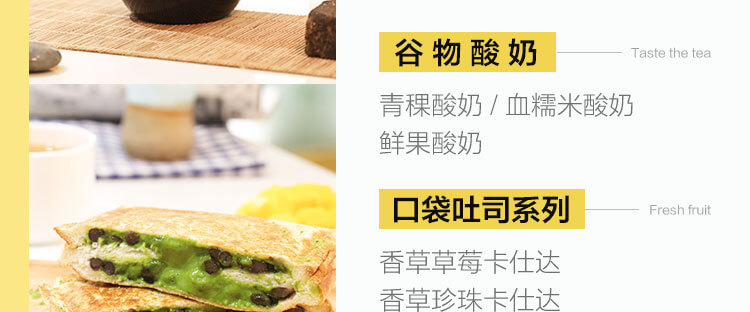 谷物酸奶
Taste the tea
青稞酸奶 / 血糯米酸奶
鲜果酸奶
口袋吐司系列
Fresh fruit
香草草莓卡仕达
香草珍珠卡仕达